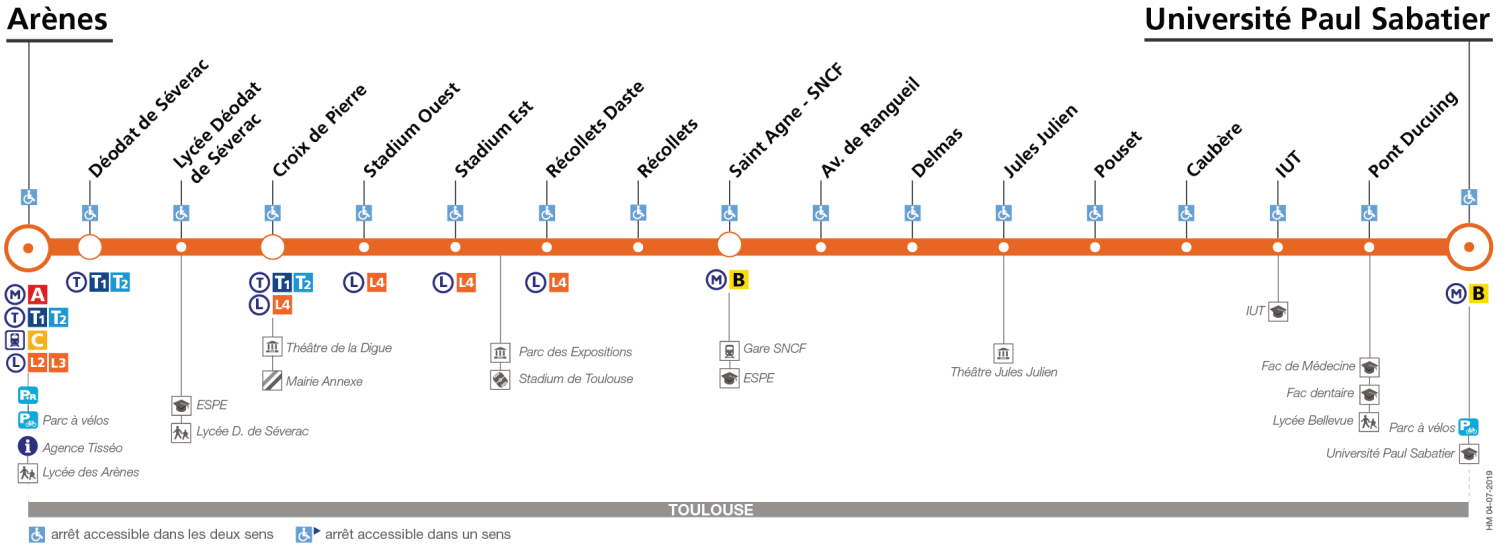 Arènes
Université Paul Sabatier
Déodat de Séverac
Lycée Déodat
de Séverac
Croix de Pierre
Stadium Ouest
Stadium Est
Récollets Daste
Récollets
Saint Agne - SNCF
Av. de Rangueil
Delmas
Jules Julien
Pouset
Caubère
IUT
Pont Ducuing
M A
T T1 T2
C
L L2 L3
P+R
P Parc à vélos
i Agence Tisséo
Lycée des Arènes
T T1 T2
ESPE
Lycée D. de Séverac
T T1 T2
L L4
Théâtre de la Digue
Mairie Annexe
L L4
L L4
Parc des Expositions
Stadium de Toulouse
L L4
M B
Gare SNCF
ESPE
Théâtre Jules Julien
IUT
Fac de Médecine
Fac dentaire
Lycée Bellevue
M B
Parc à vélos P
Université Paul Sabatier
TOULOUSE
arrêt accessible dans les deux sens
arrêt accessible dans un sens
HM 04-07-2019